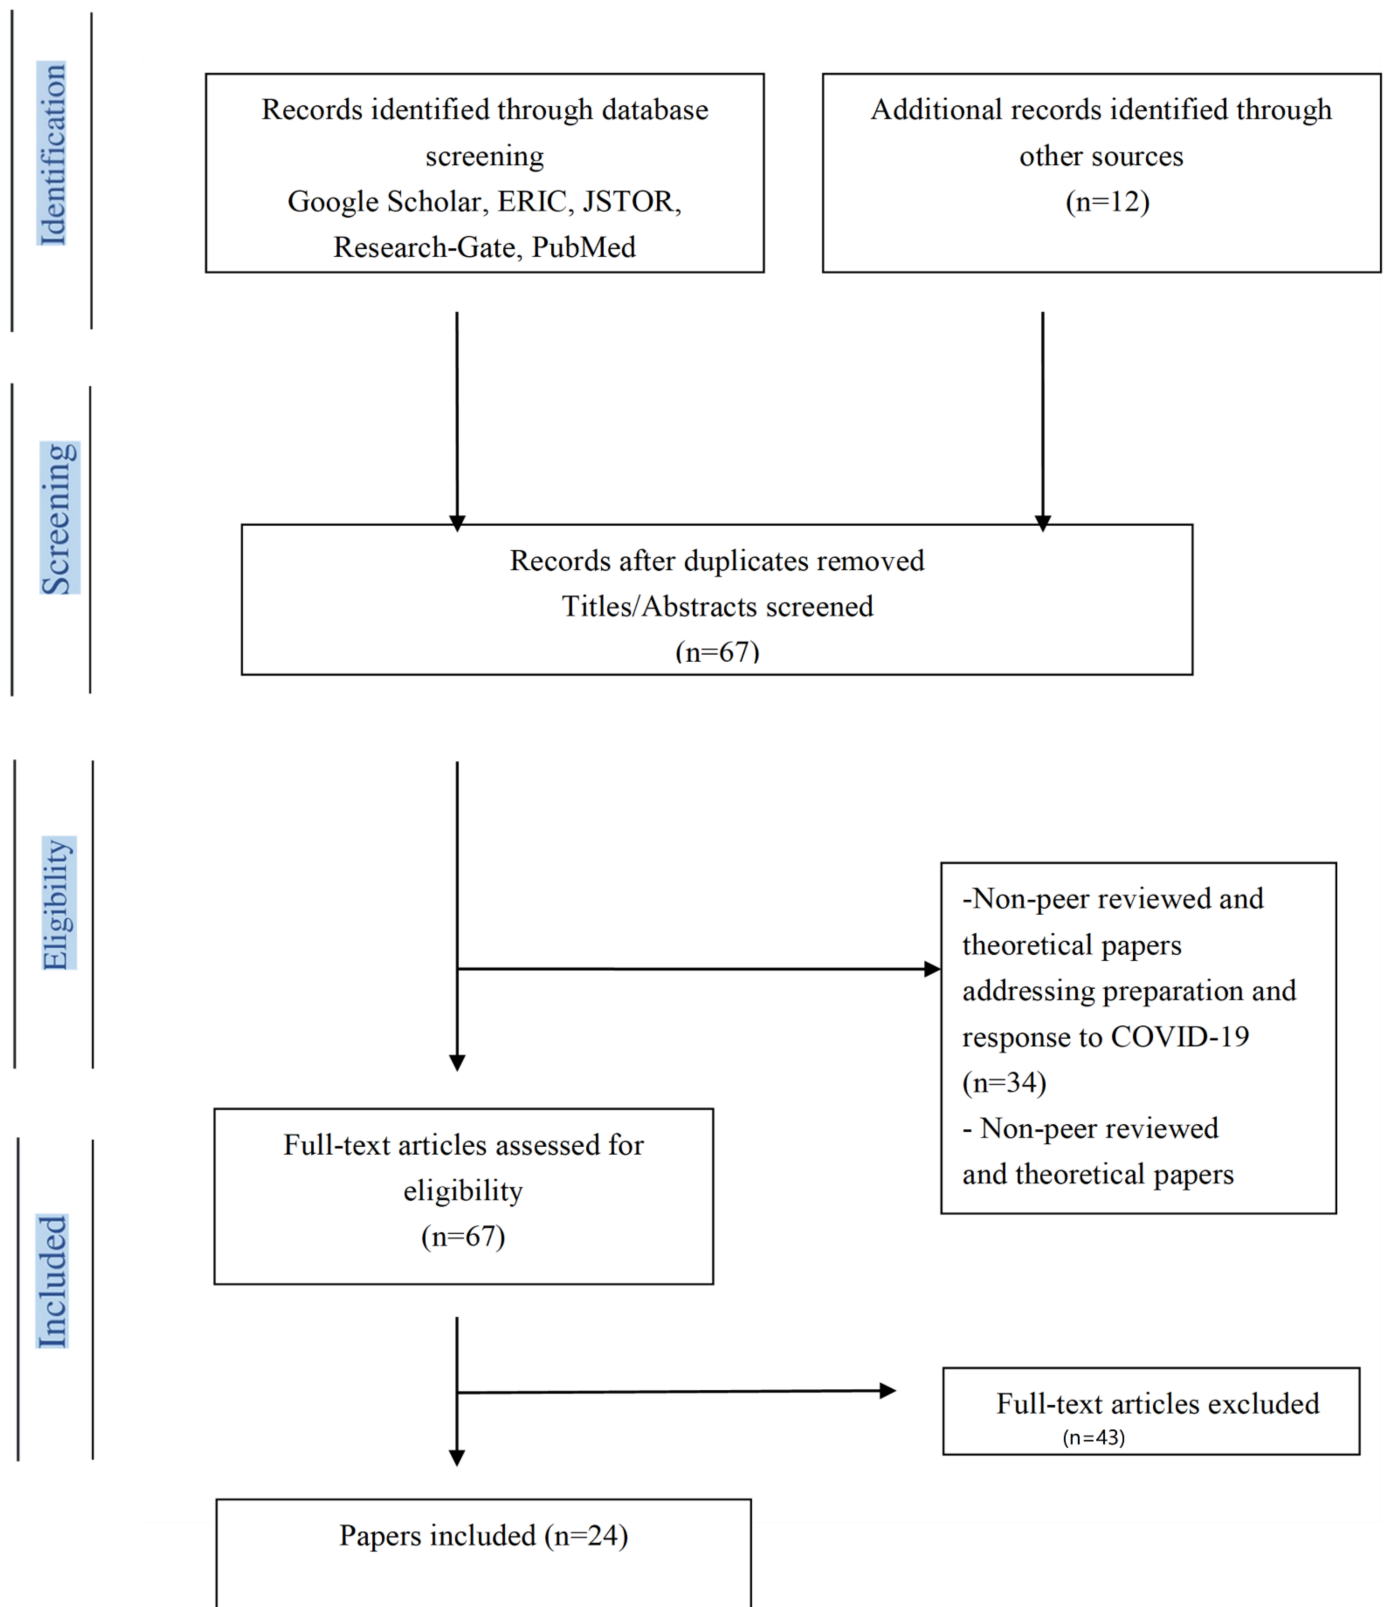 Identification
Records identified through database
screening
Google Scholar, ERIC, JSTOR,
Research-Gate, PubMed
Additional records identified through
other sources
(n=12)
Screening
Records after duplicates removed
Titles/Abstracts screened
(n=67)
Eligibility
-Non-peer reviewed and
theoretical papers
addressing preparation and
response to COVID-19
(n=34)
- Non-peer reviewed
and theoretical papers
Full-text articles assessed for
eligibility
(n=67)
Included
Full-text articles excluded
(n=43)
Papers included (n=24)